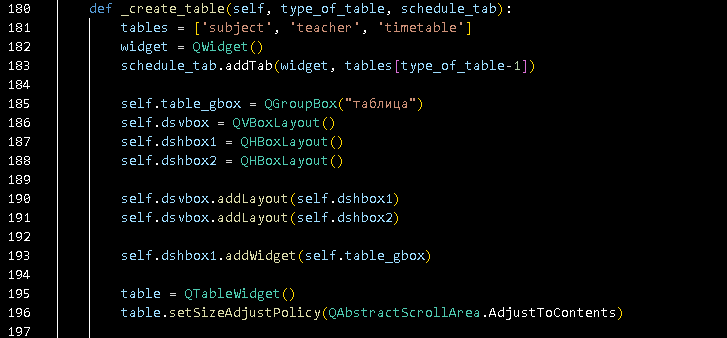 180 def _create_table(self, type_of_table, schedule_tab):
181 tables = ['subject', 'teacher', 'timetable']
182 widget = QWidget()
183 schedule_tab.addTab(widget, tables[type_of_table-1])
184
185 self.table_gbox = QGroupBox("таблица")
186 self.dsvbox = QVBoxLayout()
187 self.dshbox1 = QHBoxLayout()
188 self.dshbox2 = QHBoxLayout()
189
190 self.dsvbox.addLayout(self.dshbox1)
191 self.dsvbox.addLayout(self.dshbox2)
192
193 self.dshbox1.addWidget(self.table_gbox)
194
195 table = QTableWidget()
196 table.setSizeAdjustPolicy(QAbstractScrollArea.AdjustToContents)
197